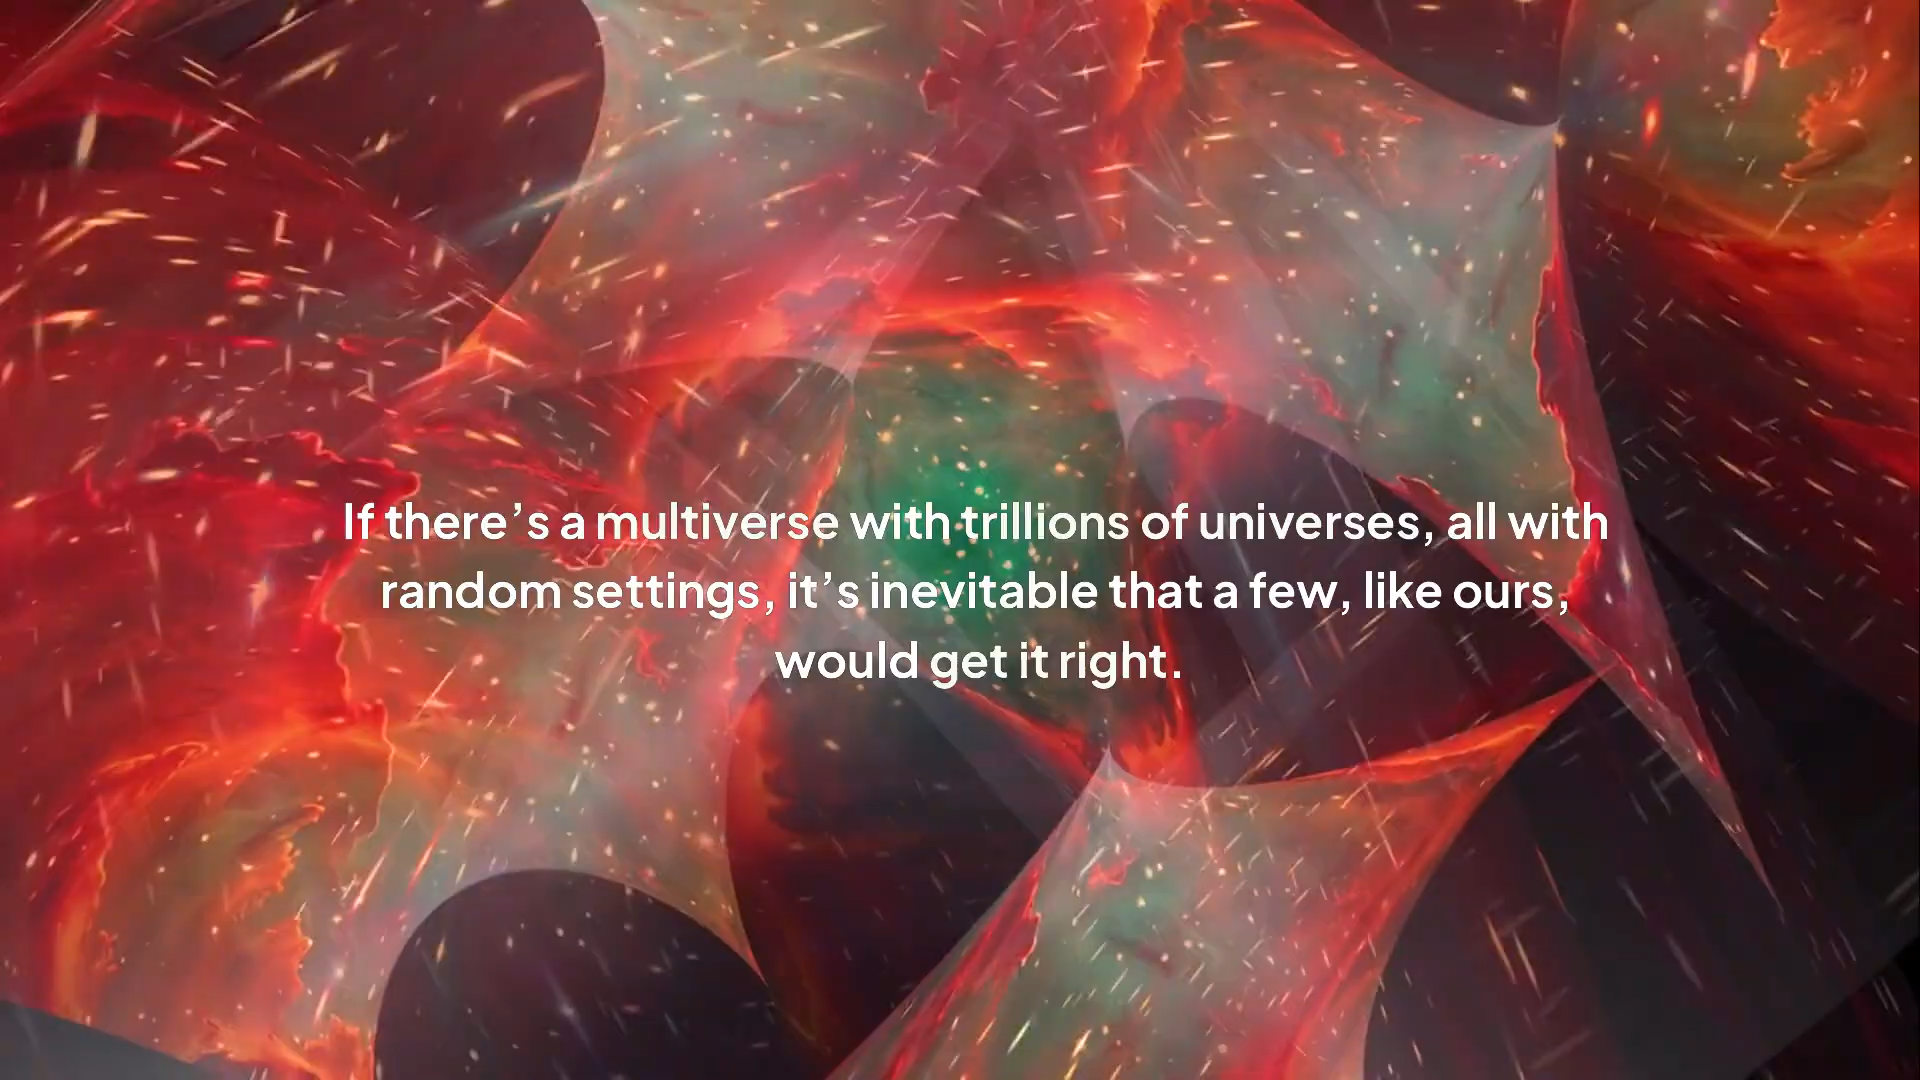 If there’s a multiverse with trillions of universes, all with
random settings, it’s inevitable that a few, like ours,
would get it right.